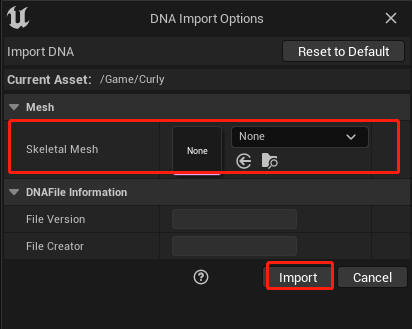 DNA Import Options
Import DNA
Reset to Default
Current Asset: /Game/Curly
Mesh
Skeletal Mesh
None
None
DNAFile Information
File Version
File Creator
Import
Cancel